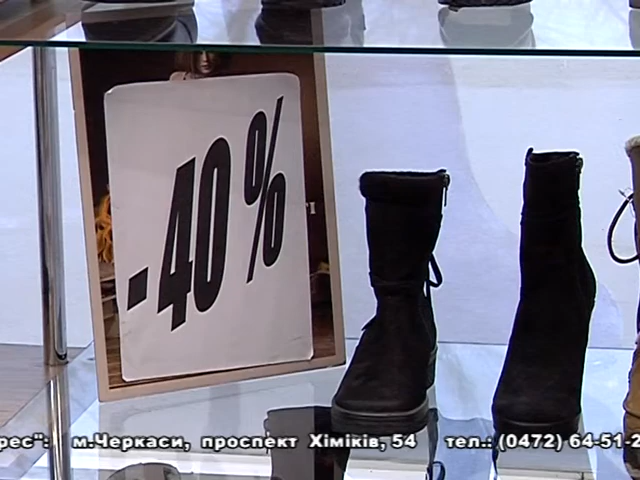 -40%
рес": м.Черкаси, проспект Хіміків, 54 тел.: (0472) 64-51-2